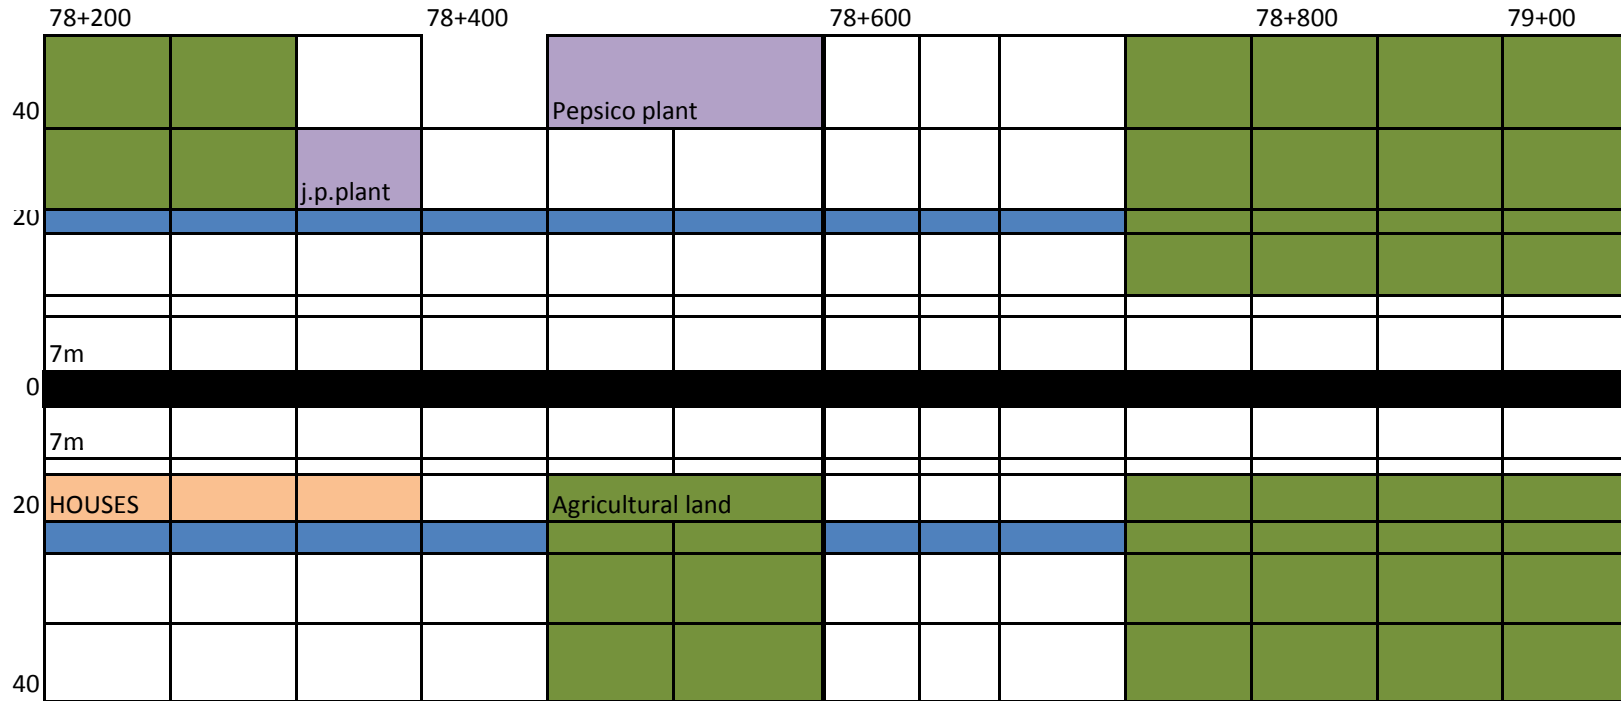 78+200 78+400 78+600 78+800 79+00
40 Pepsico plant
j.p.plant
20
7m
0
7m
20 HOUSES Agricultural land
40